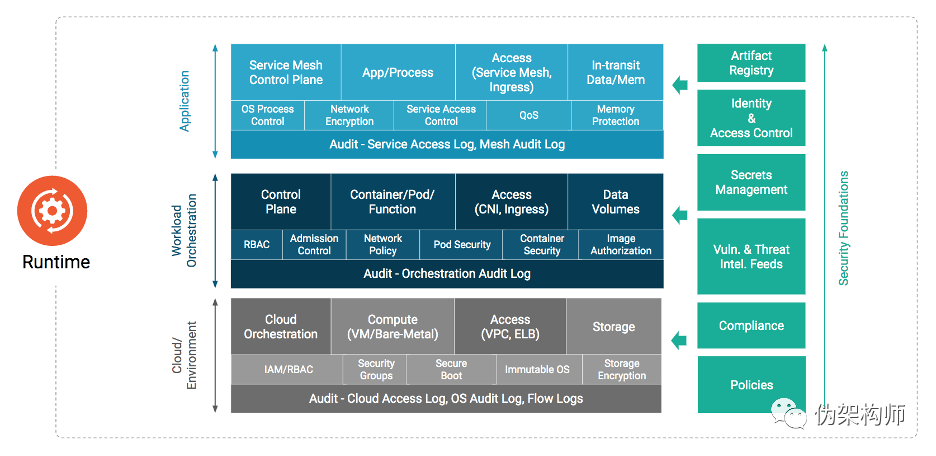 Runtime
Application
Service Mesh
Control Plane
App/Process
Access
(Service Mesh,
Ingress)
In-transit
Data/Mem
OS Process
Control
Network
Encryption
Service Access
Control
QoS
Memory
Protection
Audit - Service Access Log, Mesh Audit Log
Workload
Orchestration
Control
Plane
Container/Pod/
Function
Access
(CNI, Ingress)
Data
Volumes
RBAC
Admission
Control
Network
Policy
Pod Security
Container
Security
Image
Authorization
Audit - Orchestration Audit Log
Cloud/
Environment
Cloud
Orchestration
Compute
(VM/Bare-Metal)
Access
(VPC, ELB)
Storage
IAM/RBAC
Security
Groups
Secure
Boot
Immutable OS
Storage
Encryption
Audit - Cloud Access Log, OS Audit Log, Flow Logs
Artifact
Registry
Identity
&
Access Control
Secrets
Management
Vuln. & Threat
Intel. Feeds
Compliance
Policies
Security Foundations
伪架构师